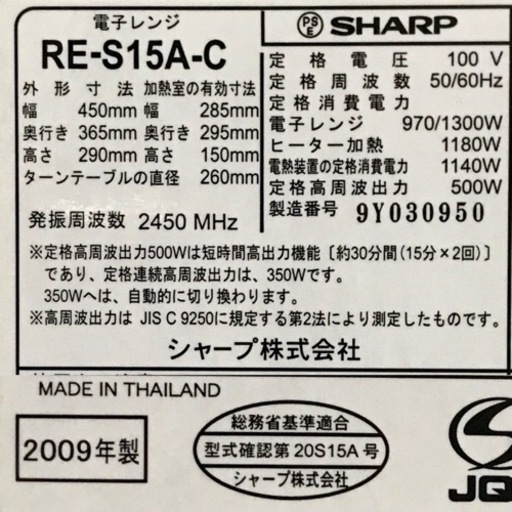 電子レンジ
RE-S15A-C
外形寸法 加熱室の有効寸法
幅 450mm 幅 285mm
奥行き 365mm 奥行き 295mm
高さ 290mm 高さ 150mm
ターンテーブルの直径 260mm
発振周波数 2450 MHz
PS
E
SHARP
定格電圧 100 V
定格周波数 50/60Hz
定格消費電力
電子レンジ 970/1300W
ヒーター加熱 1180W
電熱装置の定格消費電力 1140W
定格高周波出力 500W
製造番号 9Y030950
※定格高周波出力500Wは短時間高出力機能〔約30分間(15分×2回)〕
であり、定格連続高周波出力は、350Wです。
350Wへは、自動的に切り換わります。
※高周波出力は JIS C 9250に規定する第2法により測定したものです。
シャープ株式会社
MADE IN THAILAND
2009年製
総務省基準適合
型式確認第 20S15A 号
シャープ株式会社
JQ